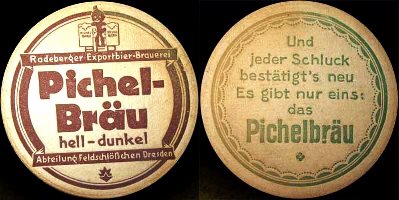 Radeberger Exportbier-Brauerei
Pichel-
Bräu
hell-dunkel
Abteilung Feldschlößchen Dresden
Und
jeder Schluck
bestätigt's neu
Es gibt nur eins:
das
Pichelbräu